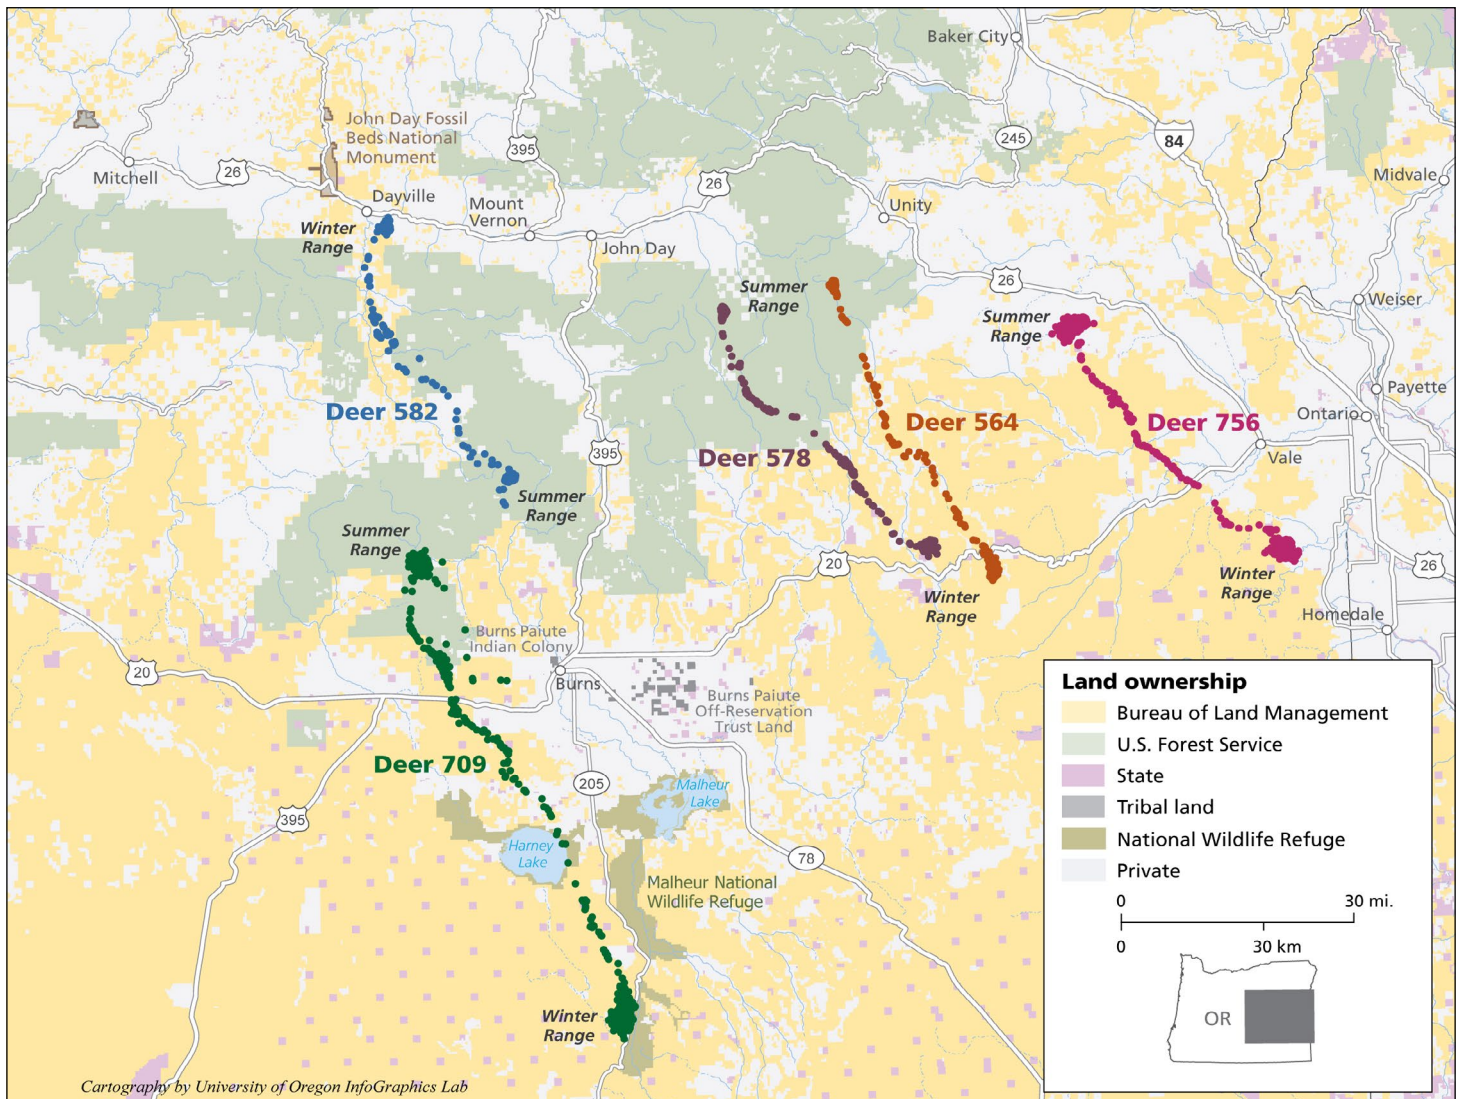 Baker City
John Day Fossil
Beds National
Monument
395
245
84
Mitchell
26
26
Midvale
Dayville
Mount
Vernon
Unity
Winter
Range
John Day
26
Summer
Range
Weiser
Summer
Range
Payette
Deer 582
Ontario
Deer 564
Deer 756
395
Deer 578
Vale
Summer
Range
Summer
Range
20
26
Winter
Range
Winter
Range
Homedale
Burns Paiute
Indian Colony
20
Burns
Burns Paiute
Off-Reservation
Trust Land
Deer 709
205
Malheur
Lake
395
Harney
Lake
78
Malheur National
Wildlife Refuge
Winter
Range
Land ownership
Bureau of Land Management
U.S. Forest Service
State
Tribal land
National Wildlife Refuge
Private
0 30 mi.
0 30 km
OR
Cartography by University of Oregon InfoGraphics Lab